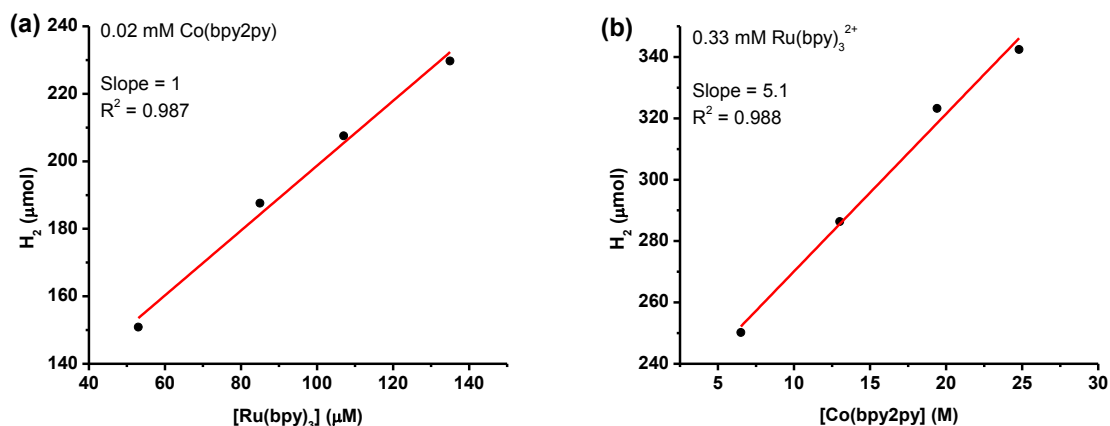 (a)
0.02 mM Co(bpy2py)
Slope = 1
R² = 0.987
240
220
200
180
160
140
H₂ (μmol)
40 60 80 100 120 140
[Ru(bpy)₃] (μM)
(b)
0.33 mM Ru(bpy)₃²⁺
Slope = 5.1
R² = 0.988
340
320
300
280
260
240
H₂ (μmol)
5 10 15 20 25 30
[Co(bpy2py] (M)